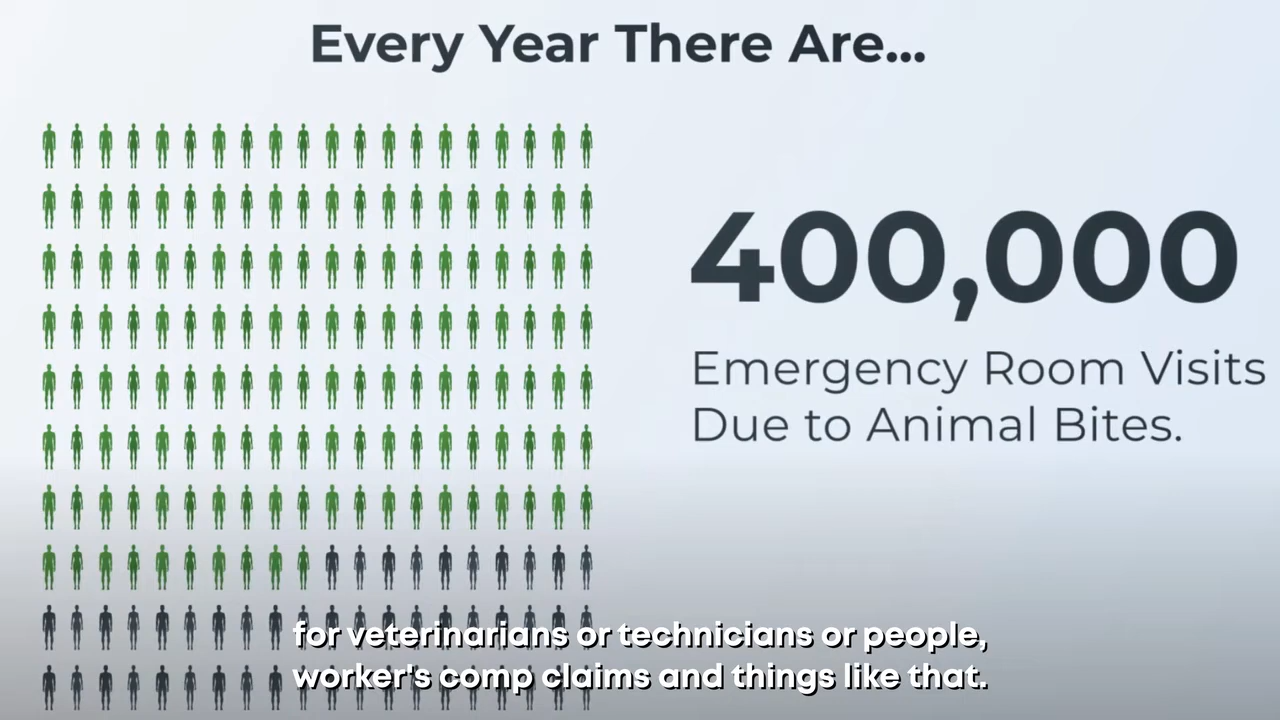 Every Year There Are...
400,000
Emergency Room Visits
Due to Animal Bites.
for veterinarians or technicians or people,
worker's comp claims and things like that.